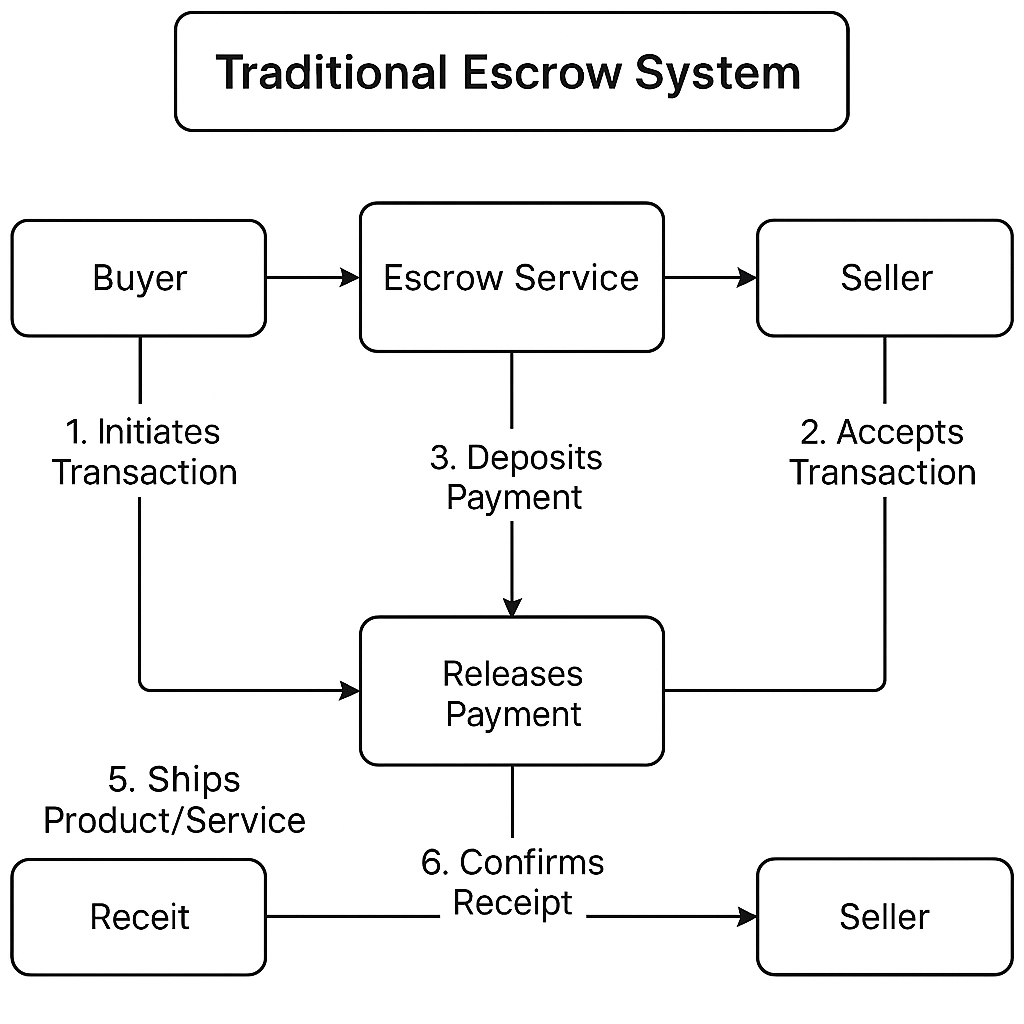 Traditional Escrow System
Buyer
Escrow Service
Seller
1. Initiates
Transaction
3. Deposits
Payment
2. Accepts
Transaction
Releases
Payment
5. Ships
Product/Service
6. Confirms
Receipt
Receit
Seller